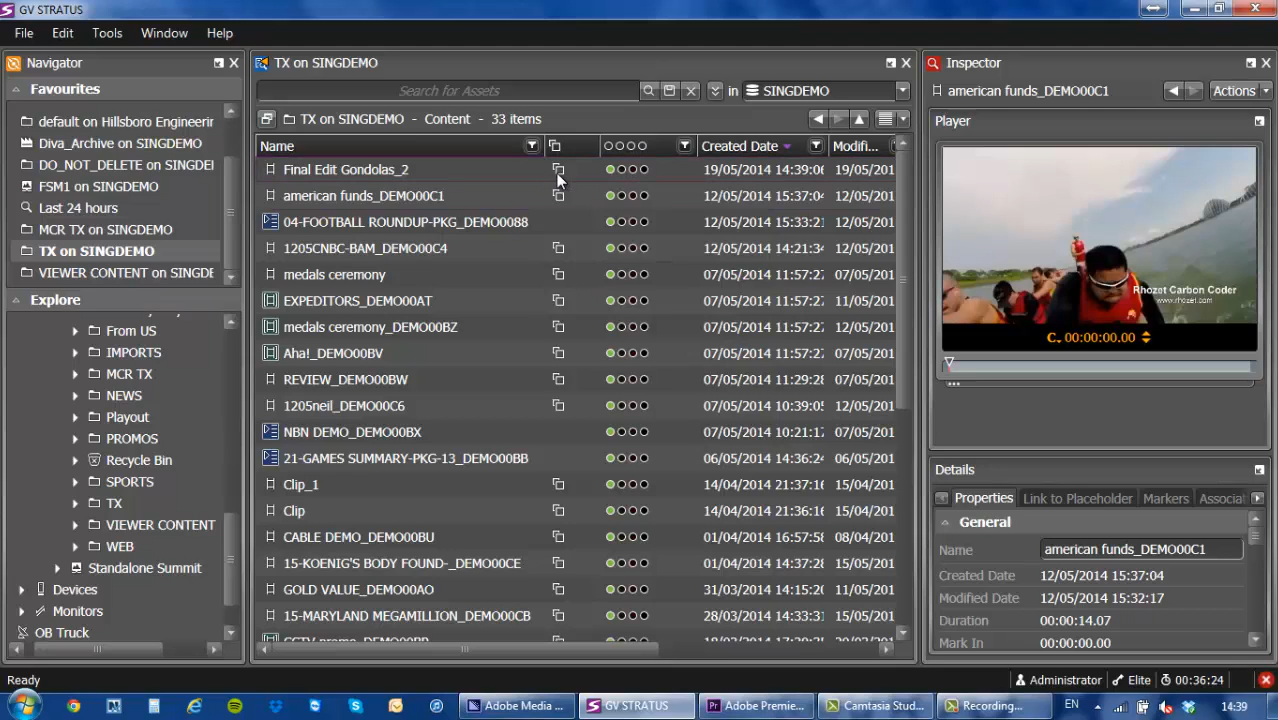 GV STRATUS
File Edit Tools Window Help
Navigator
Favourites
default on Hillsboro Engineerin
Diva_Archive on SINGDEMO
DO_NOT_DELETE on SINGDEI
FSM1 on SINGDEMO
Last 24 hours
MCR TX on SINGDEMO
TX on SINGDEMO
VIEWER CONTENT on SINGDE
Explore
From US
IMPORTS
MCR TX
NEWS
Playout
PROMOS
Recycle Bin
SPORTS
TX
VIEWER CONTENT
WEB
Standalone Summit
Devices
Monitors
OB Truck
TX on SINGDEMO
Search for Assets in SINGDEMO
TX on SINGDEMO - Content - 33 items
Name Created Date Modifi...
Final Edit Gondolas_2 19/05/2014 14:39:06 19/05/201
american funds_DEMO00C1 12/05/2014 15:37:04 12/05/201
04-FOOTBALL ROUNDUP-PKG_DEMO0088 12/05/2014 15:33:21 12/05/201
1205CNBC-BAM_DEMO00C4 12/05/2014 14:21:34 12/05/201
medals ceremony 07/05/2014 11:57:27 07/05/201
EXPEDITORS_DEMO00AT 07/05/2014 11:57:27 11/05/201
medals ceremony_DEMO00BZ 07/05/2014 11:57:27 07/05/201
Aha!_DEMO00BV 07/05/2014 11:57:27 07/05/201
REVIEW_DEMO00BW 07/05/2014 11:29:28 07/05/201
1205neil_DEMO00C6 07/05/2014 10:39:05 12/05/201
NBN DEMO_DEMO00BX 07/05/2014 10:21:17 07/05/201
21-GAMES SUMMARY-PKG-13_DEMO00BB 06/05/2014 14:36:24 06/05/201
Clip_1 14/04/2014 21:37:16 15/04/201
Clip 14/04/2014 21:36:16 15/04/201
CABLE DEMO_DEMO00BU 01/04/2014 16:57:58 08/04/201
15-KOENIG'S BODY FOUND-_DEMO00CE 01/04/2014 14:37:28 15/05/201
GOLD VALUE_DEMO00AO 31/03/2014 14:15:20 11/05/201
15-MARYLAND MEGAMILLION_DEMO00CB 28/03/2014 14:33:31 15/05/201
Inspector
american funds_DEMO00C1 Actions
Player
Rhozet Carbon Coder
www.rhozet.com
C. 00:00:00.00
Details
Properties Link to Placeholder Markers Associat
General
Name american funds_DEMO00C1
Created Date 12/05/2014 15:37:04
Modified Date 12/05/2014 15:32:17
Duration 00:00:14.07
Mark In 00:00:00.00
Ready Administrator Elite 00:36:24
Adobe Media ... GV STRATUS Adobe Premie... Camtasia Stud... Recording... EN 14:39